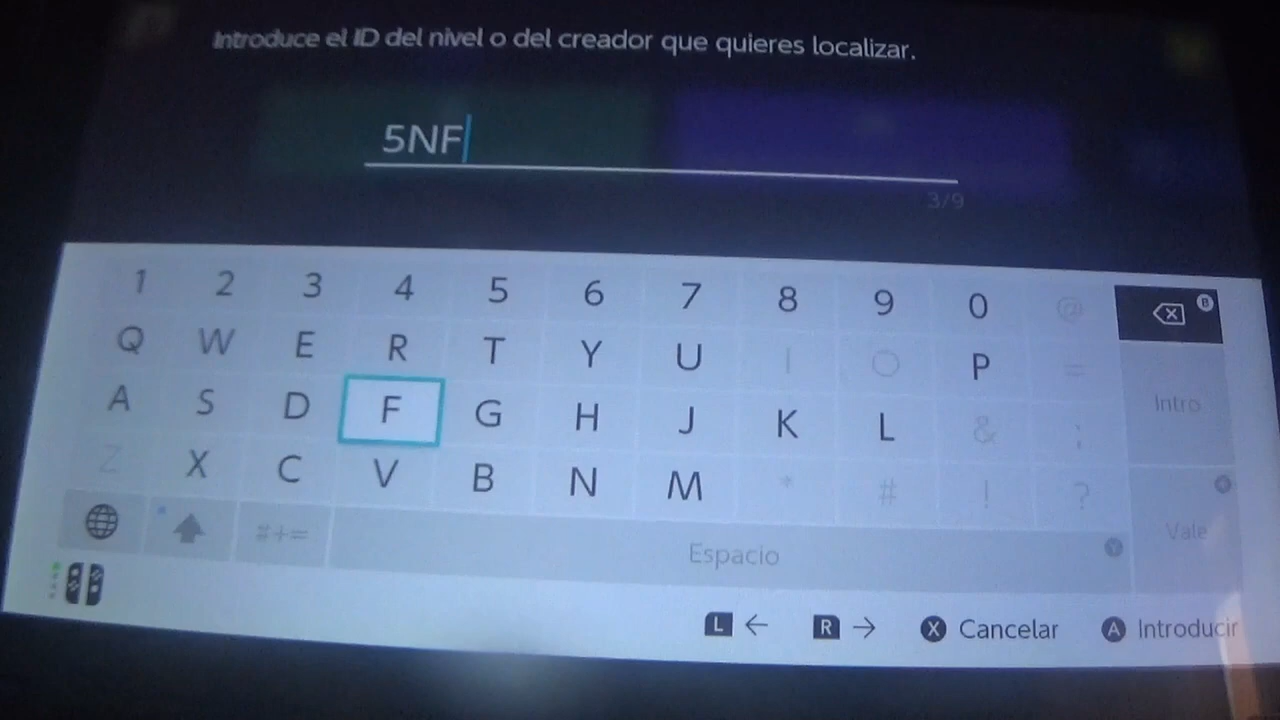 Introduce el ID del nivel o del creador que quieres localizar.
5NF
3/9
1 2 3 4 5 6 7 8 9 0 @
Q W E R T Y U I O P =
A S D F G H J K L & ;
Z X C V B N M * # ! ?
B
Intro
#+=
Espacio
Y
+
Vale
L ← R → X Cancelar A Introducir